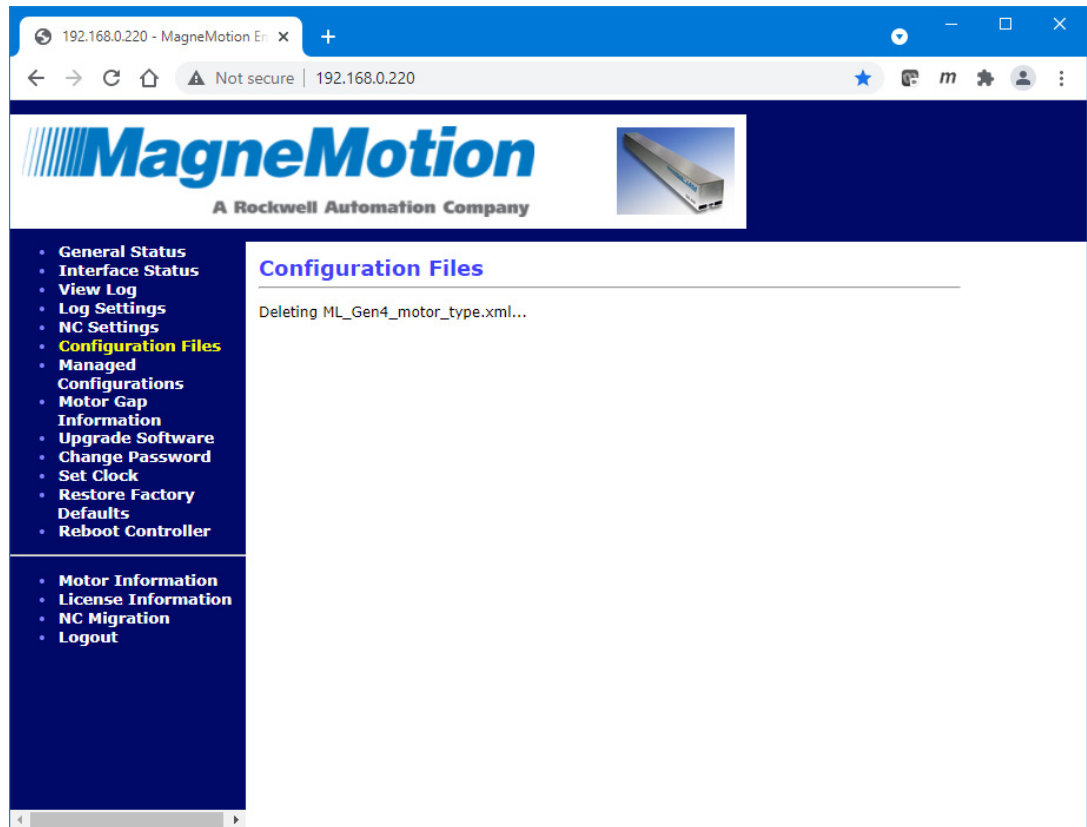 192.168.0.220 - MagneMotion En
Not secure | 192.168.0.220
m
MagneMotion
A Rockwell Automation Company
General Status
Interface Status
View Log
Log Settings
NC Settings
Configuration Files
Managed
Configurations
Motor Gap
Information
Upgrade Software
Change Password
Set Clock
Restore Factory
Defaults
Reboot Controller
Motor Information
License Information
NC Migration
Logout
Configuration Files
Deleting ML_Gen4_motor_type.xml...